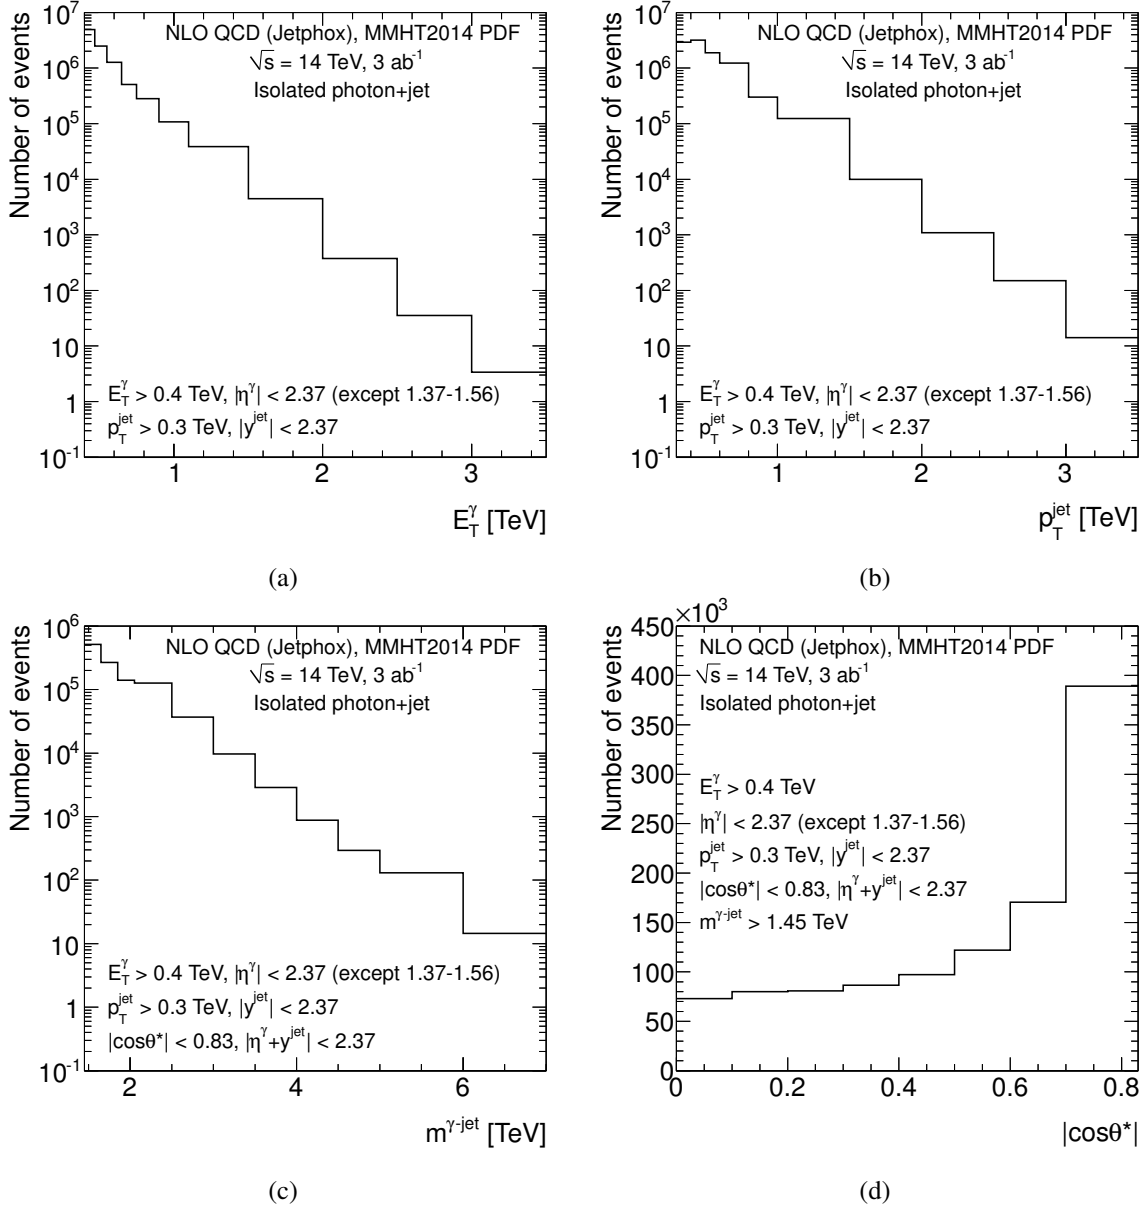 Number of events
10^7
10^6
10^5
10^4
10^3
10^2
10
1
10^-1
NLO QCD (Jetphox), MMHT2014 PDF
√s = 14 TeV, 3 ab^-1
Isolated photon+jet
E_T^γ > 0.4 TeV, |η^γ| < 2.37 (except 1.37-1.56)
p_T^jet > 0.3 TeV, |y^jet| < 2.37
1 2 3
E_T^γ [TeV]
(a)
Number of events
10^7
10^6
10^5
10^4
10^3
10^2
10
1
10^-1
NLO QCD (Jetphox), MMHT2014 PDF
√s = 14 TeV, 3 ab^-1
Isolated photon+jet
E_T^γ > 0.4 TeV, |η^γ| < 2.37 (except 1.37-1.56)
p_T^jet > 0.3 TeV, |y^jet| < 2.37
1 2 3
p_T^jet [TeV]
(b)
Number of events
10^6
10^5
10^4
10^3
10^2
10
1
10^-1
NLO QCD (Jetphox), MMHT2014 PDF
√s = 14 TeV, 3 ab^-1
Isolated photon+jet
E_T^γ > 0.4 TeV, |η^γ| < 2.37 (except 1.37-1.56)
p_T^jet > 0.3 TeV, |y^jet| < 2.37
|cosθ*| < 0.83, |η^γ+y^jet| < 2.37
2 4 6
m^γ-jet [TeV]
(c)
Number of events
×10^3
450
400
350
300
250
200
150
100
50
0
NLO QCD (Jetphox), MMHT2014 PDF
√s = 14 TeV, 3 ab^-1
Isolated photon+jet
E_T^γ > 0.4 TeV
|η^γ| < 2.37 (except 1.37-1.56)
p_T^jet > 0.3 TeV, |y^jet| < 2.37
|cosθ*| < 0.83, |η^γ+y^jet| < 2.37
m^γ-jet > 1.45 TeV
0 0.2 0.4 0.6 0.8
|cosθ*|
(d)